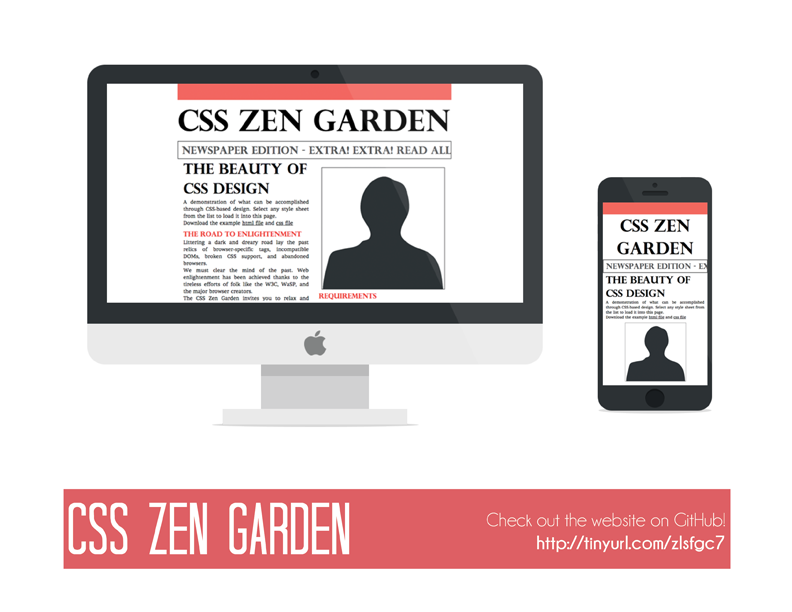 CSS ZEN GARDEN
NEWSPAPER EDITION - EXTRA! EXTRA! READ ALL
THE BEAUTY OF
CSS DESIGN
A demonstration of what can be accomplished
through CSS-based design. Select any style sheet
from the list to load it into this page.
Download the example html file and css file
THE ROAD TO ENLIGHTENMENT
Littering a dark and dreary road lay the past
relics of browser-specific tags, incompatible
DOMs, broken CSS support, and abandoned
browsers.
We must clear the mind of the past. Web
enlightenment has been achieved thanks to the
tireless efforts of folk like the W3C, WaSP, and
the major browser creators.
The CSS Zen Garden invites you to relax and
REQUIREMENTS
CSS ZEN
GARDEN
NEWSPAPER EDITION - EX
THE BEAUTY OF
CSS DESIGN
A demonstration of what can be accomplished
through CSS-based design. Select any style sheet from
the list to load it into this page.
Download the example html file and css file
CSS ZEN GARDEN
Check out the website on GitHub!
http://tinyurl.com/zlsfgc7